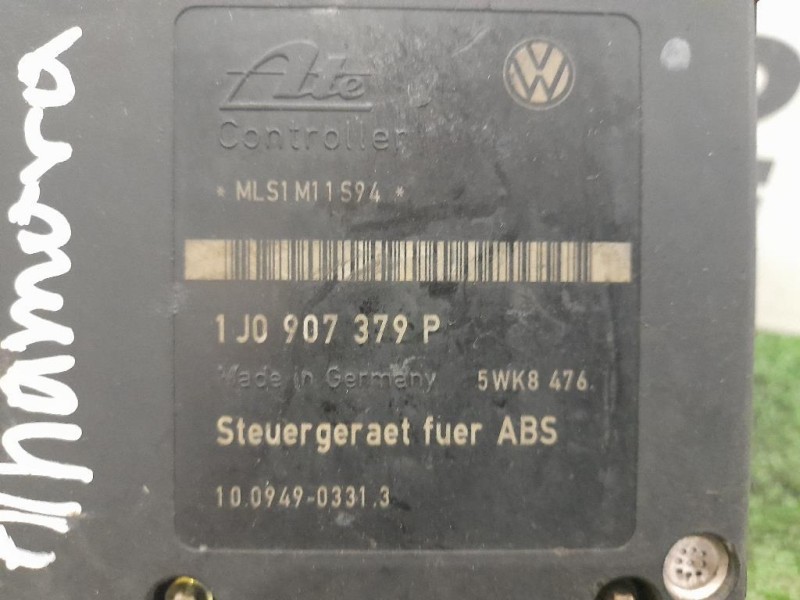 Ate
Controller
* MLS1M11S94 *
1J0 907 379 P
Made in Germany
5WK8 476.
Steuergeraet fuer ABS
10.0949-0331.3